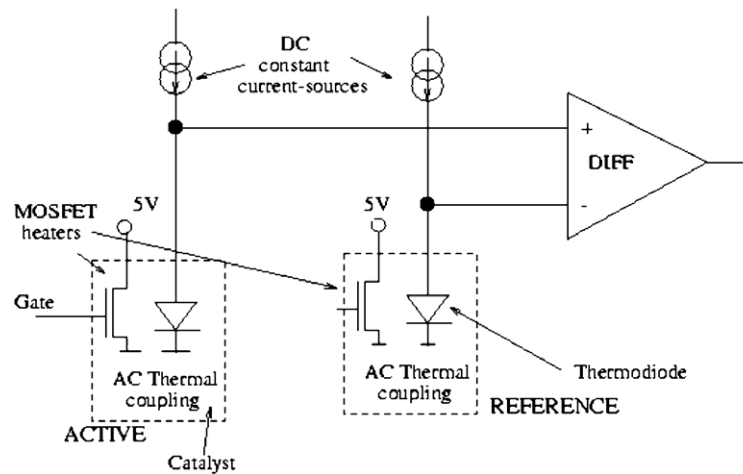 DC
constant
current-sources
+
DIFF
-
MOSFET
heaters
5V
5V
Gate
AC Thermal
coupling
AC Thermal
coupling
Thermodiode
ACTIVE
REFERENCE
Catalyst